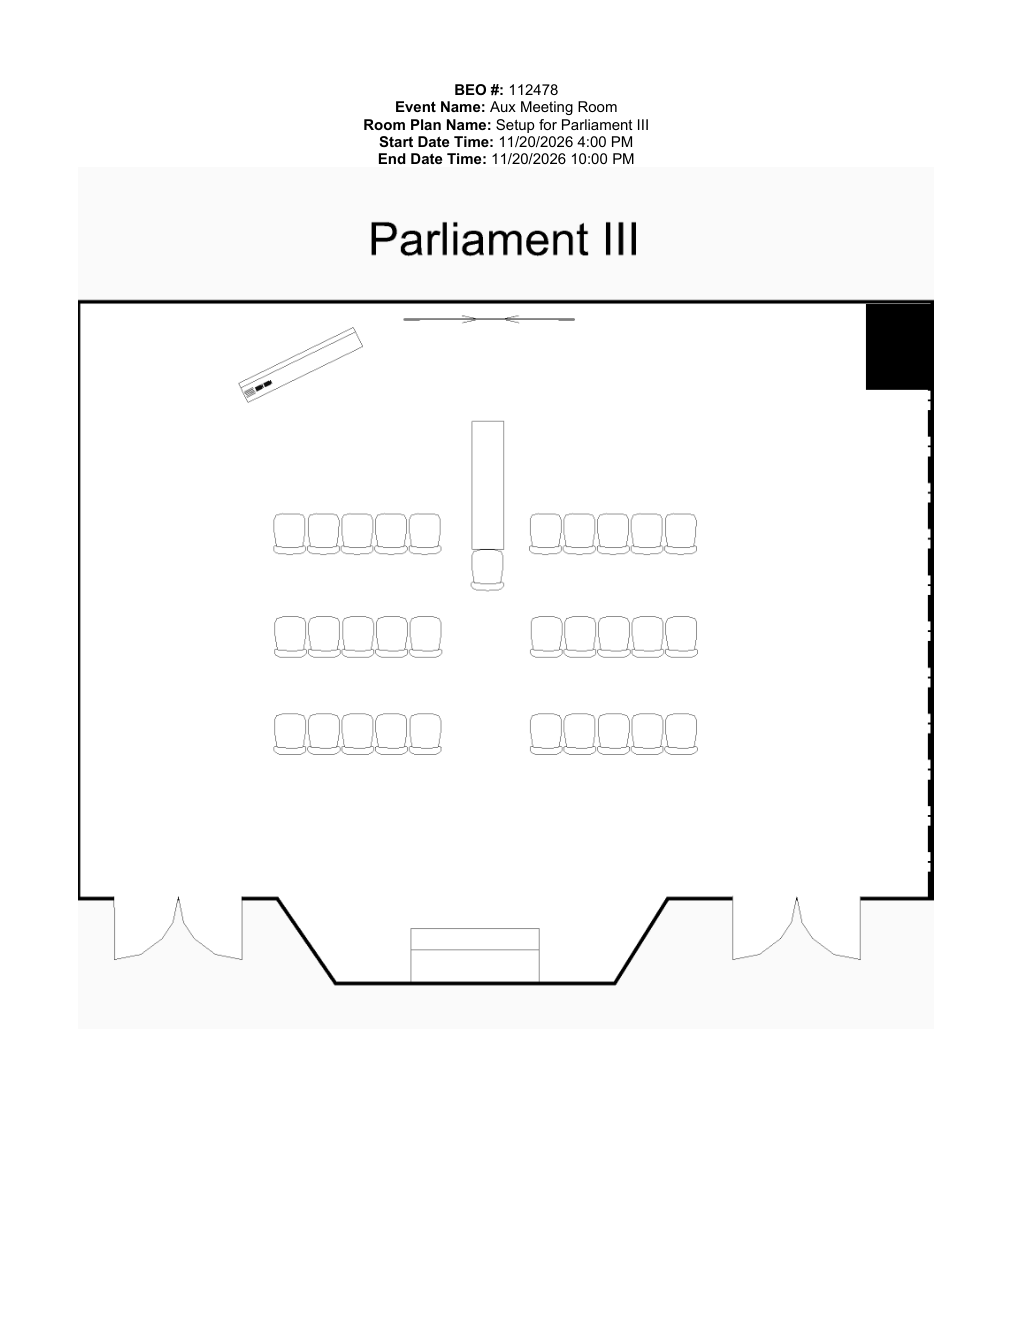 BEO #: 112478
Event Name: Aux Meeting Room
Room Plan Name: Setup for Parliament III
Start Date Time: 11/20/2026 4:00 PM
End Date Time: 11/20/2026 10:00 PM
Parliament III